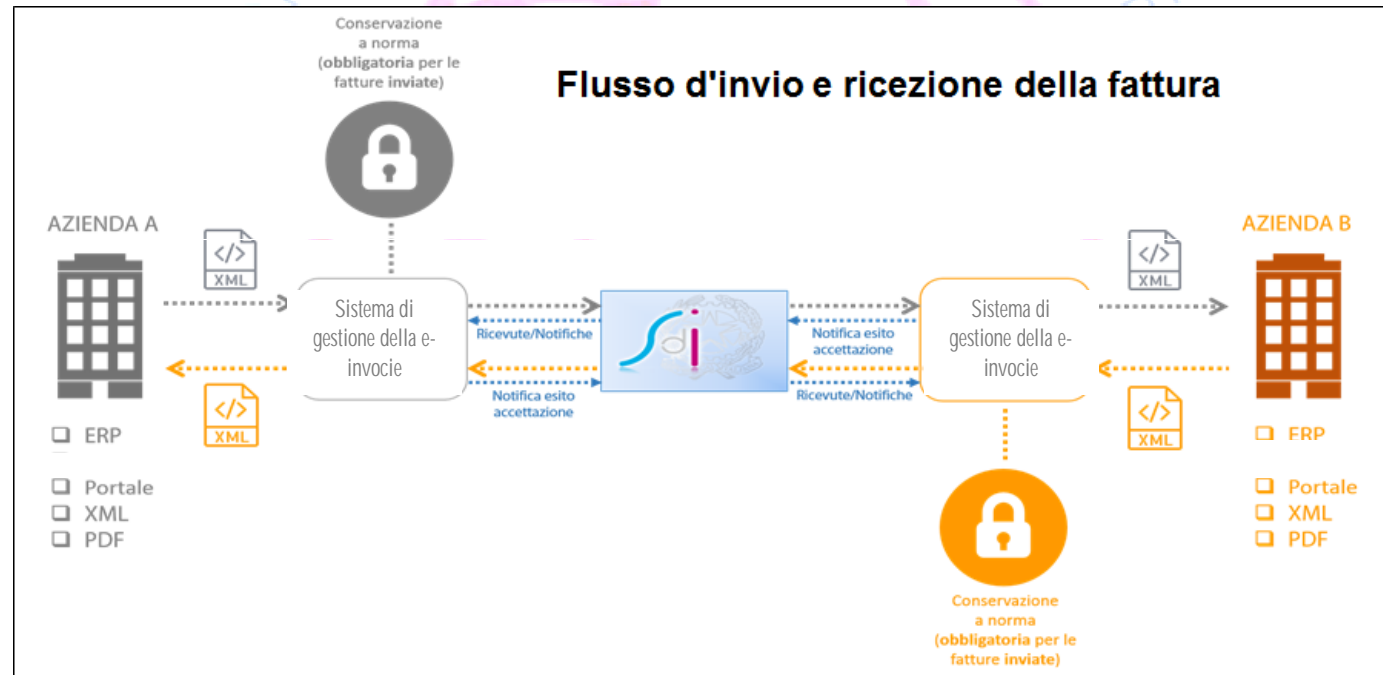 Conservazione
a norma
(obbligatoria per le
fatture inviate)
Flusso d'invio e ricezione della fattura
AZIENDA A
</>
XML
Sistema di
gestione della e-
invocie
Ricevute/Notifiche
Notifica esito
accettazione
Sdi
Notifica esito
accettazione
Ricevute/Notifiche
Sistema di
gestione della e-
invocie
</>
XML
AZIENDA B
</>
XML
</>
XML
ERP
Portale
XML
PDF
ERP
Portale
XML
PDF
Conservazione
a norma
(obbligatoria per le
fatture inviate)